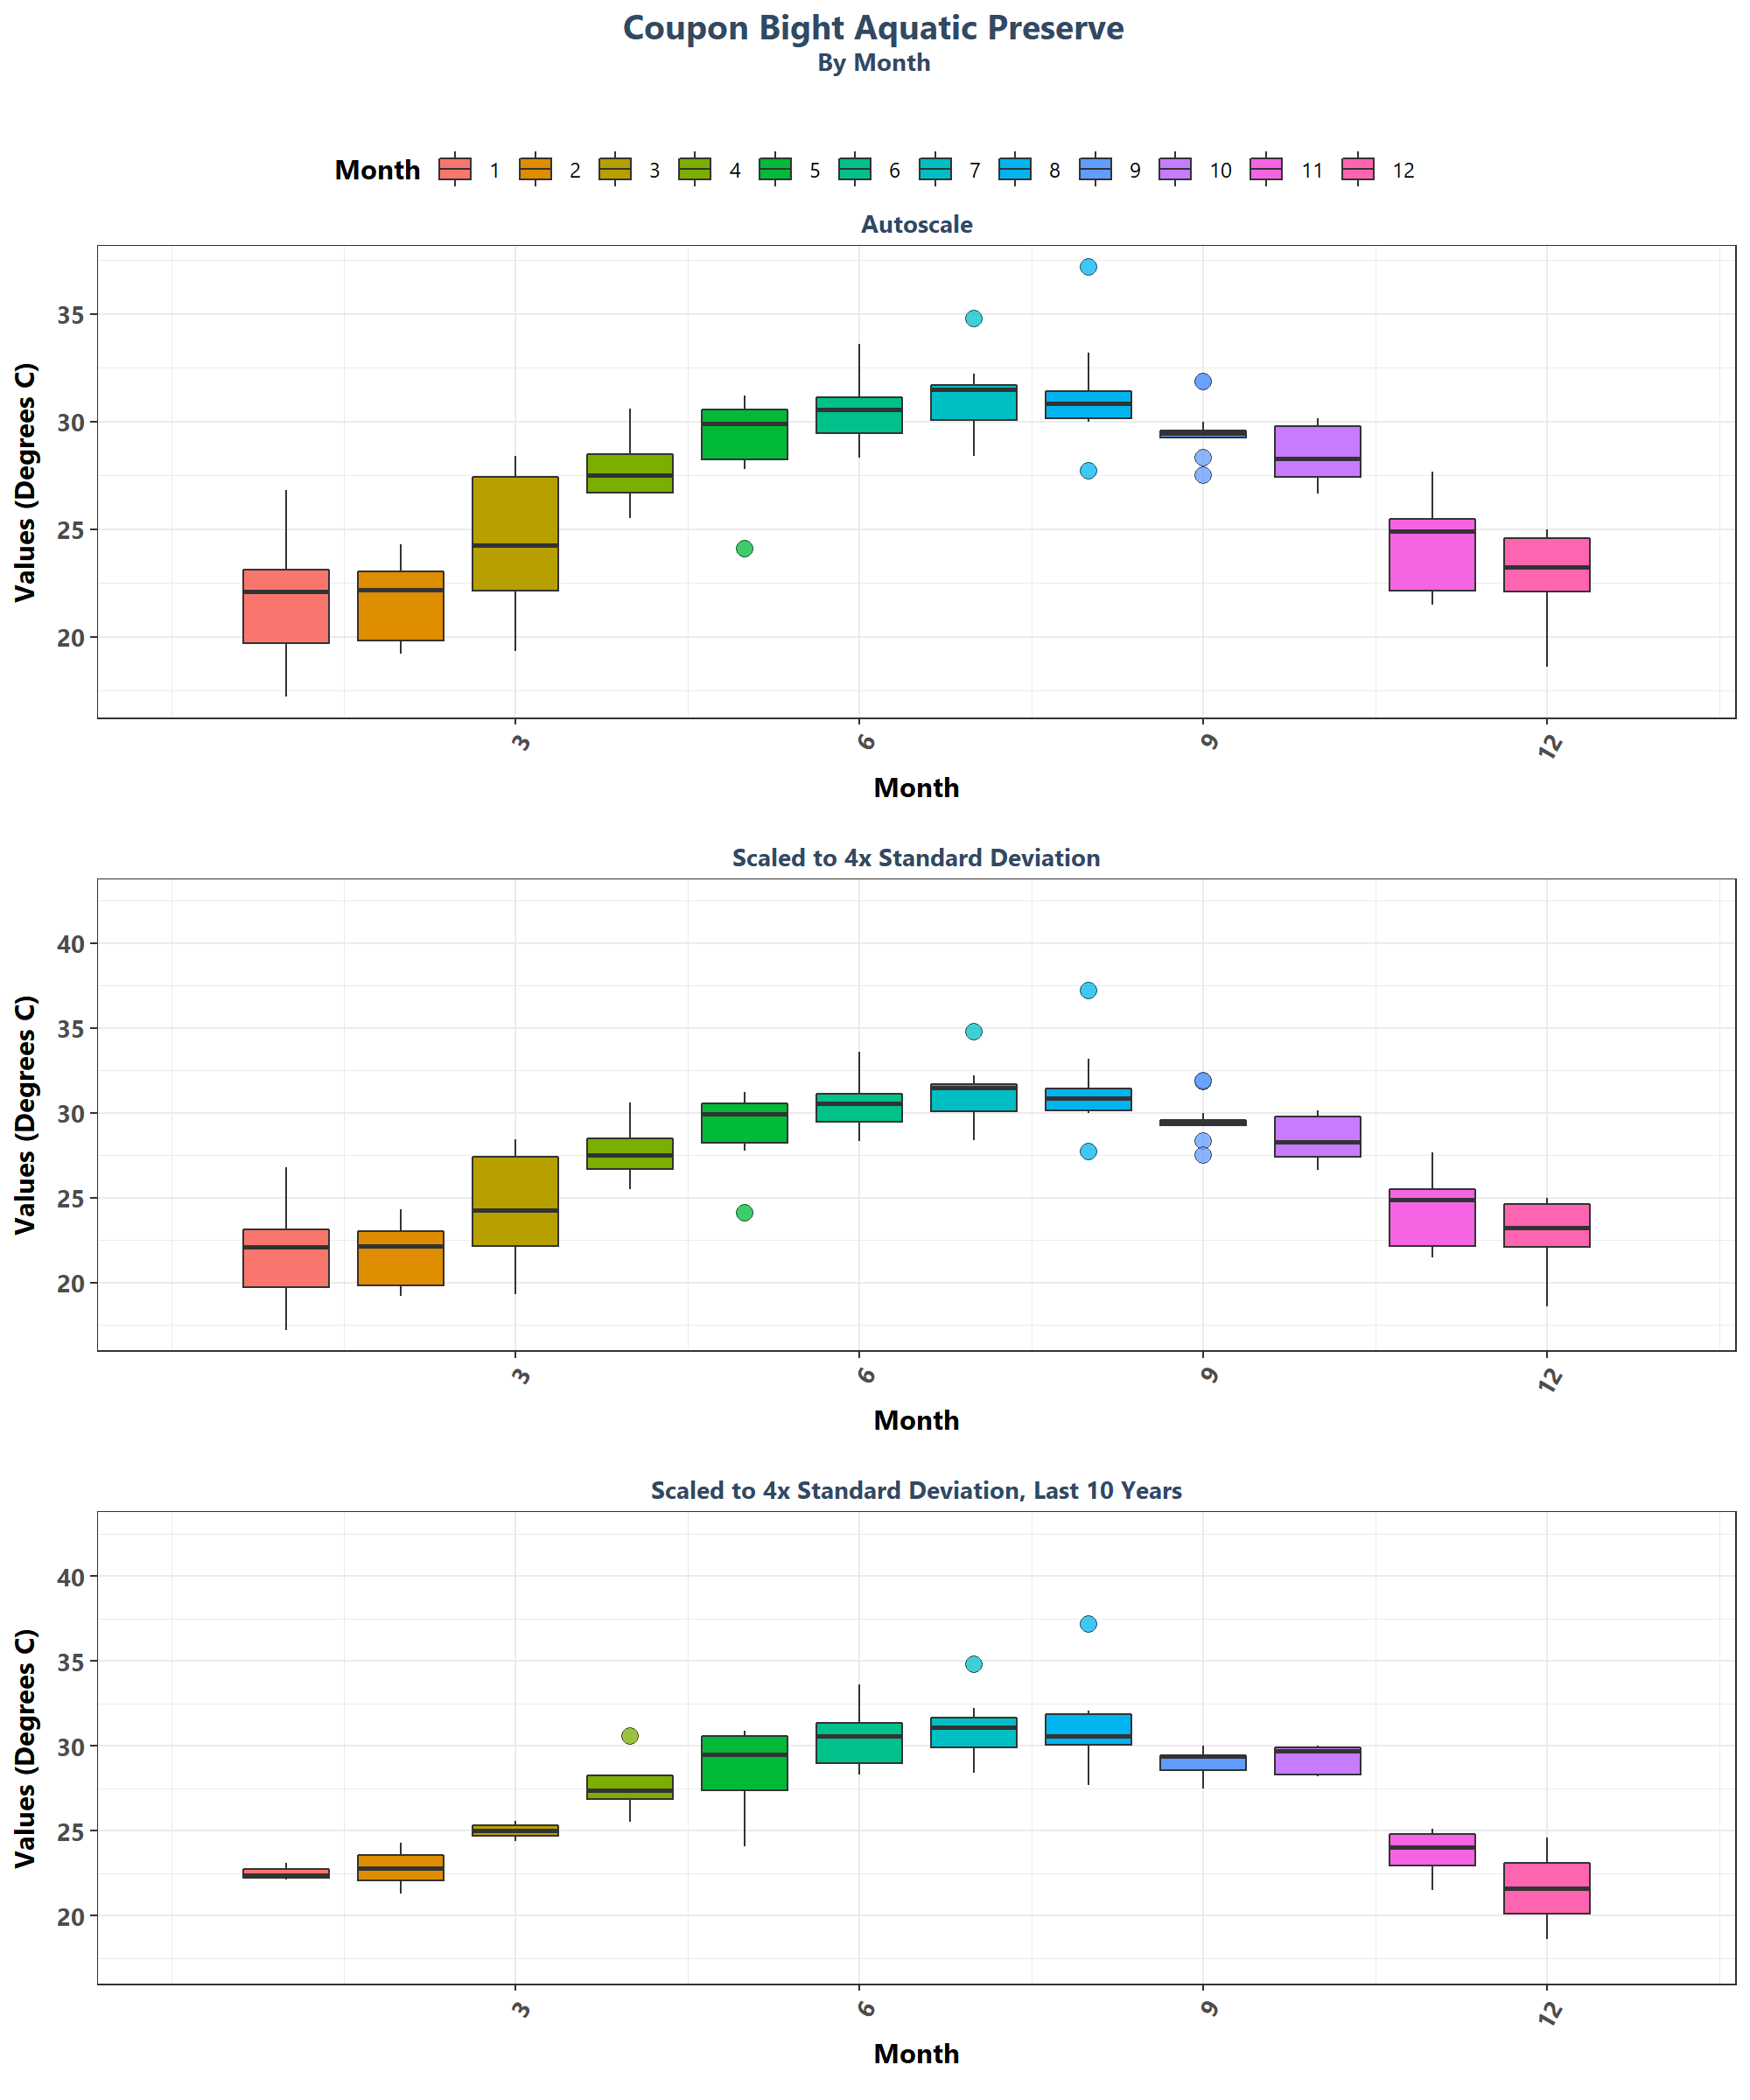 Coupon Bight Aquatic Preserve
By Month
Month 1 2 3 4 5 6 7 8 9 10 11 12
Autoscale
Values (Degrees C)
35
30
25
20
3 6 9 12
Month
Scaled to 4x Standard Deviation
Values (Degrees C)
40
35
30
25
20
3 6 9 12
Month
Scaled to 4x Standard Deviation, Last 10 Years
Values (Degrees C)
40
35
30
25
20
3 6 9 12
Month